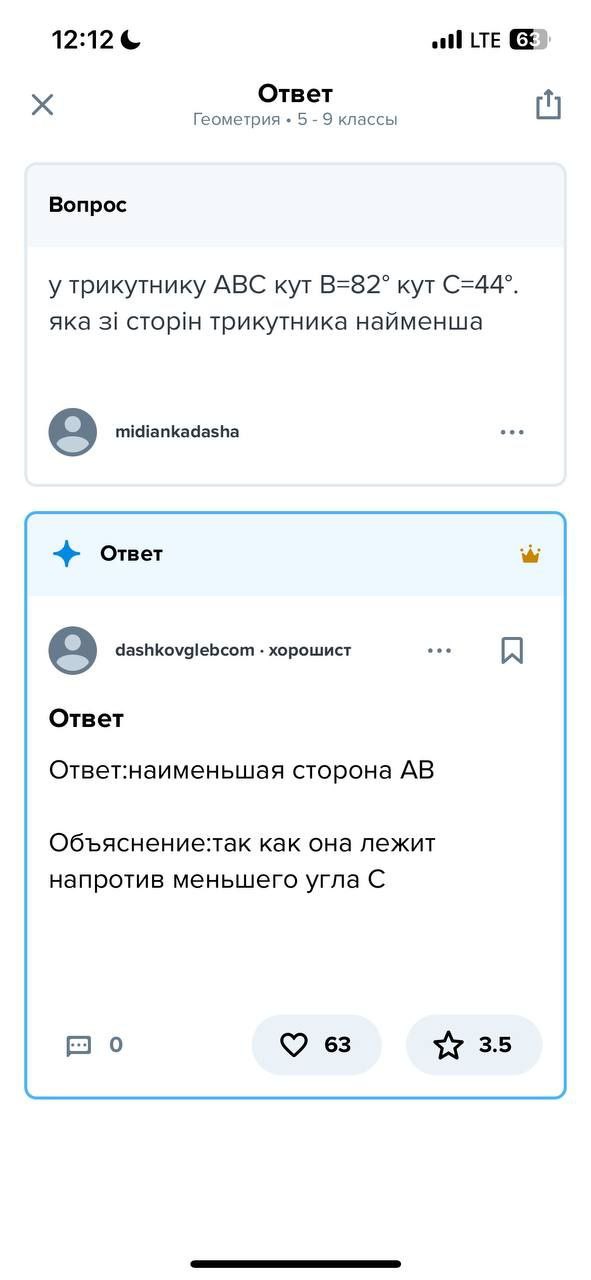 12:12 LTE 63
Ответ
Геометрия • 5 - 9 классы
Вопрос
у трикутнику ABC кут B=82° кут C=44°.
яка зі сторін трикутника найменша
midiankadasha
Ответ
dashkovglebcom · хорошист
Ответ
Ответ:наименьшая сторона АВ
Объяснение:так как она лежит
напротив меньшего угла С
0 63 3.5